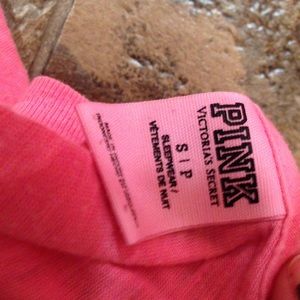 PINK
VICTORIA'S SECRET
S / P
SLEEPWEAR /
VÊTEMENTS DE NUIT